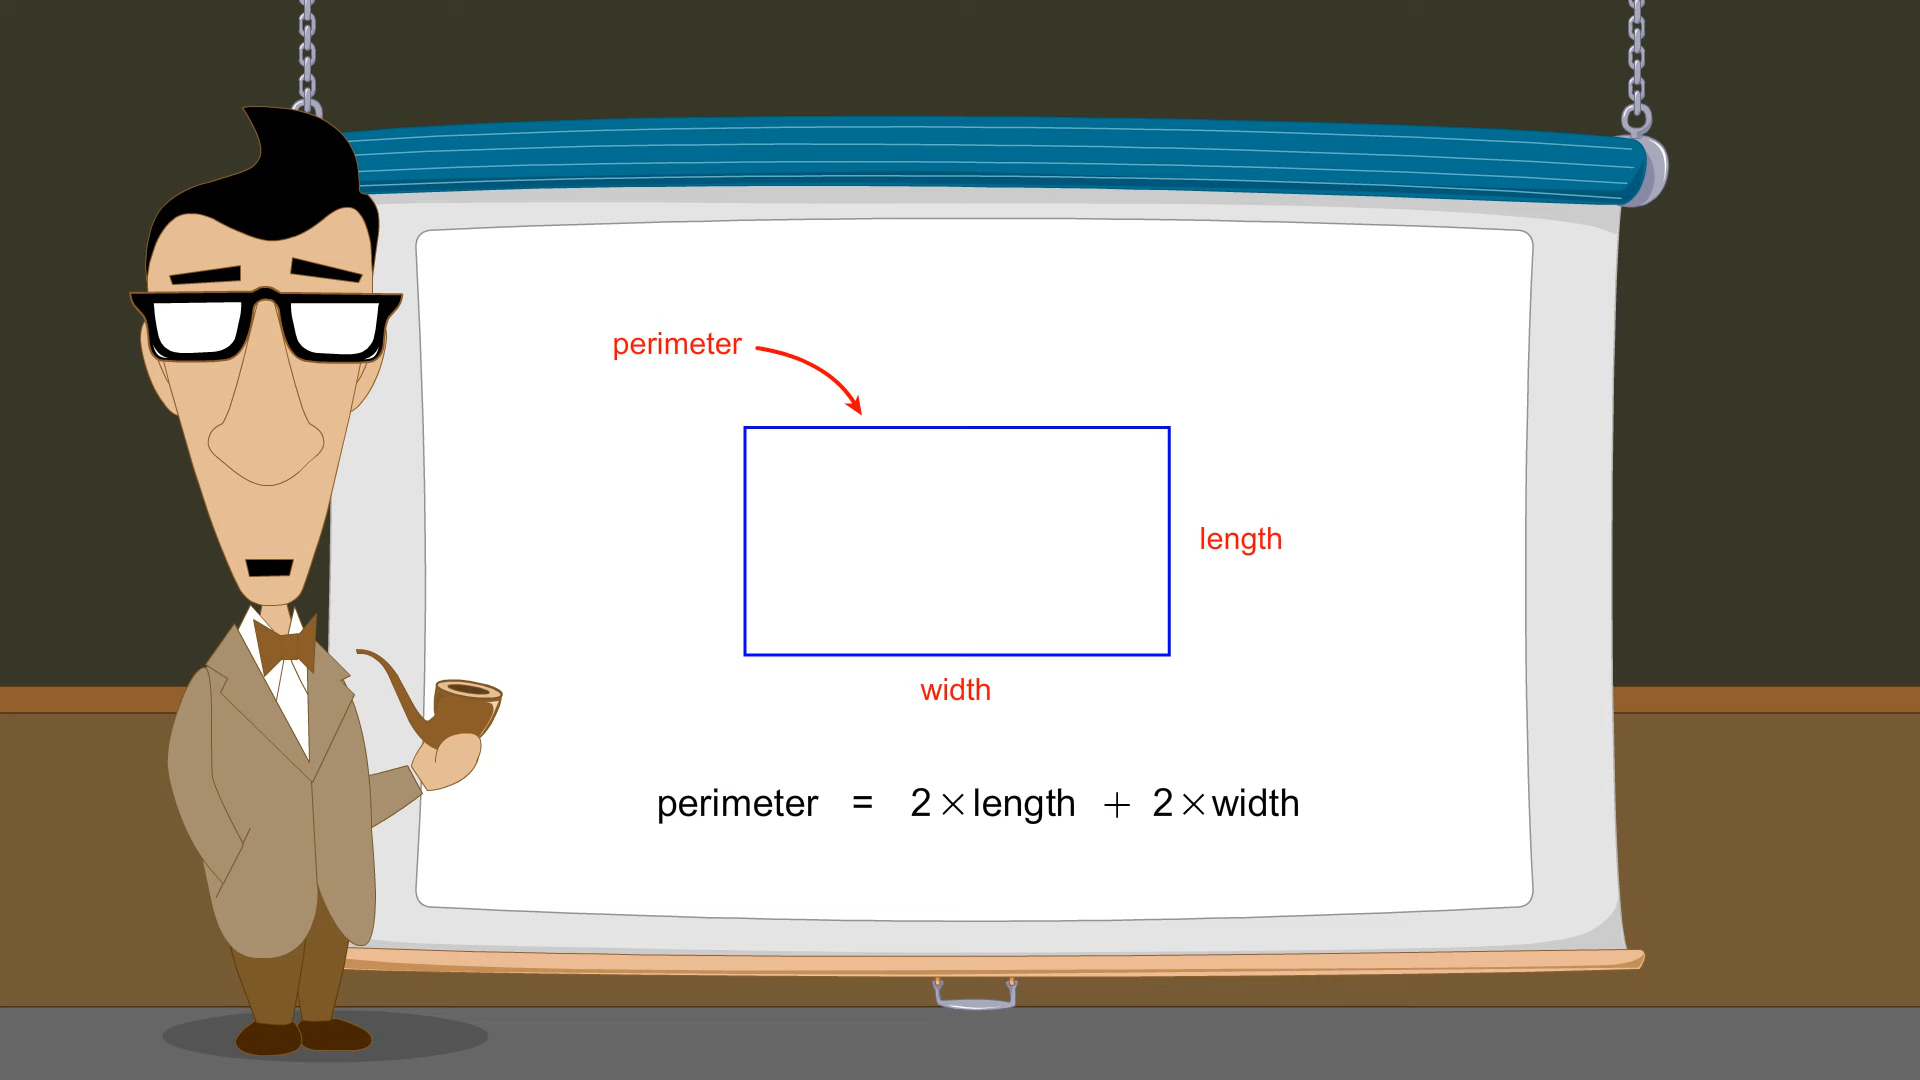 perimeter
length
width
perimeter = 2 × length + 2 × width